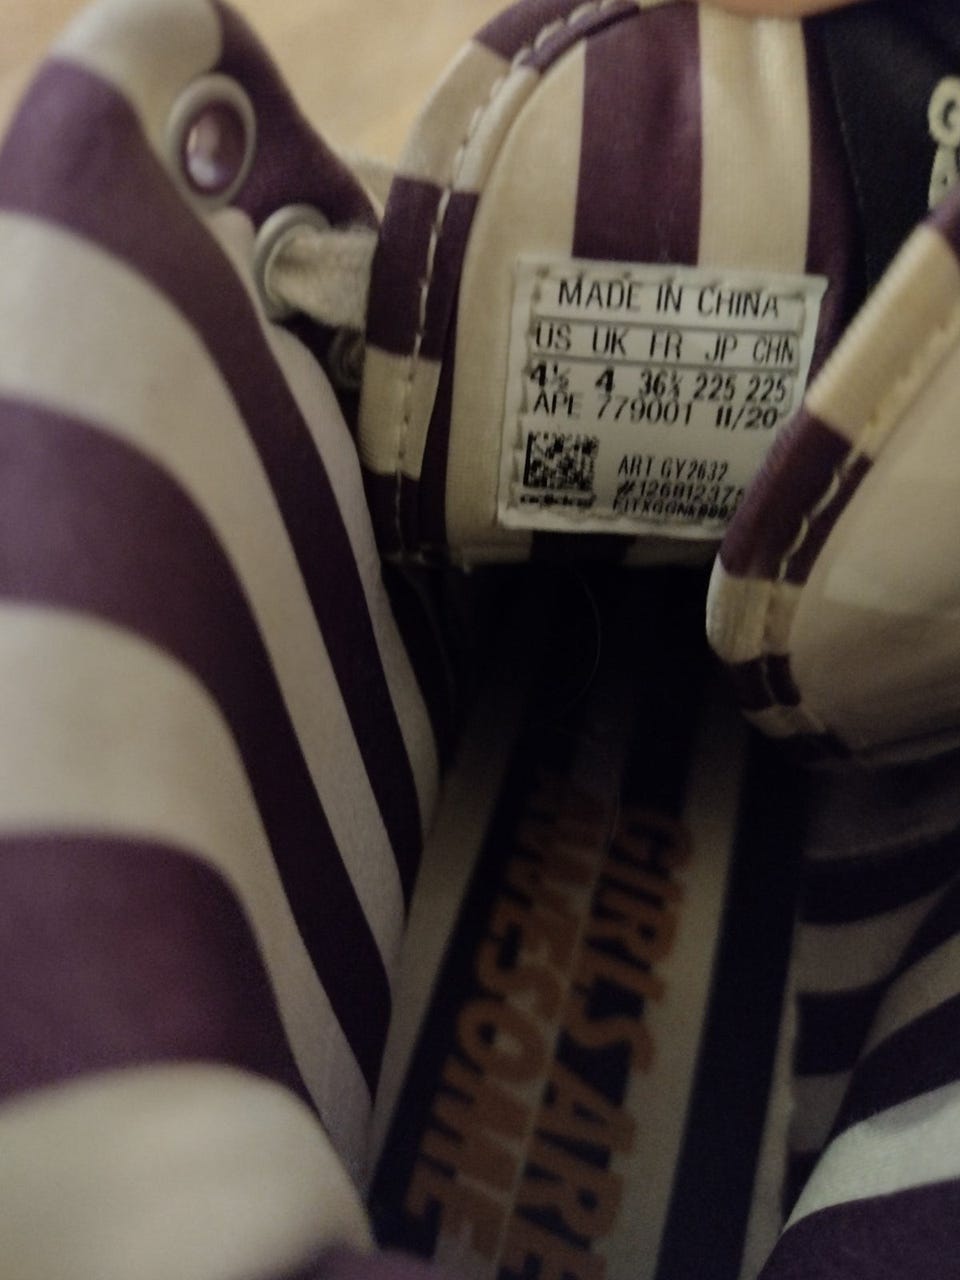 MADE IN CHINA
US UK FR JP CHN
4½ 4 36⅔ 225 225
APE 779001 11/20
ART GY2632
adidas
GIRLS ARE
AWESOME